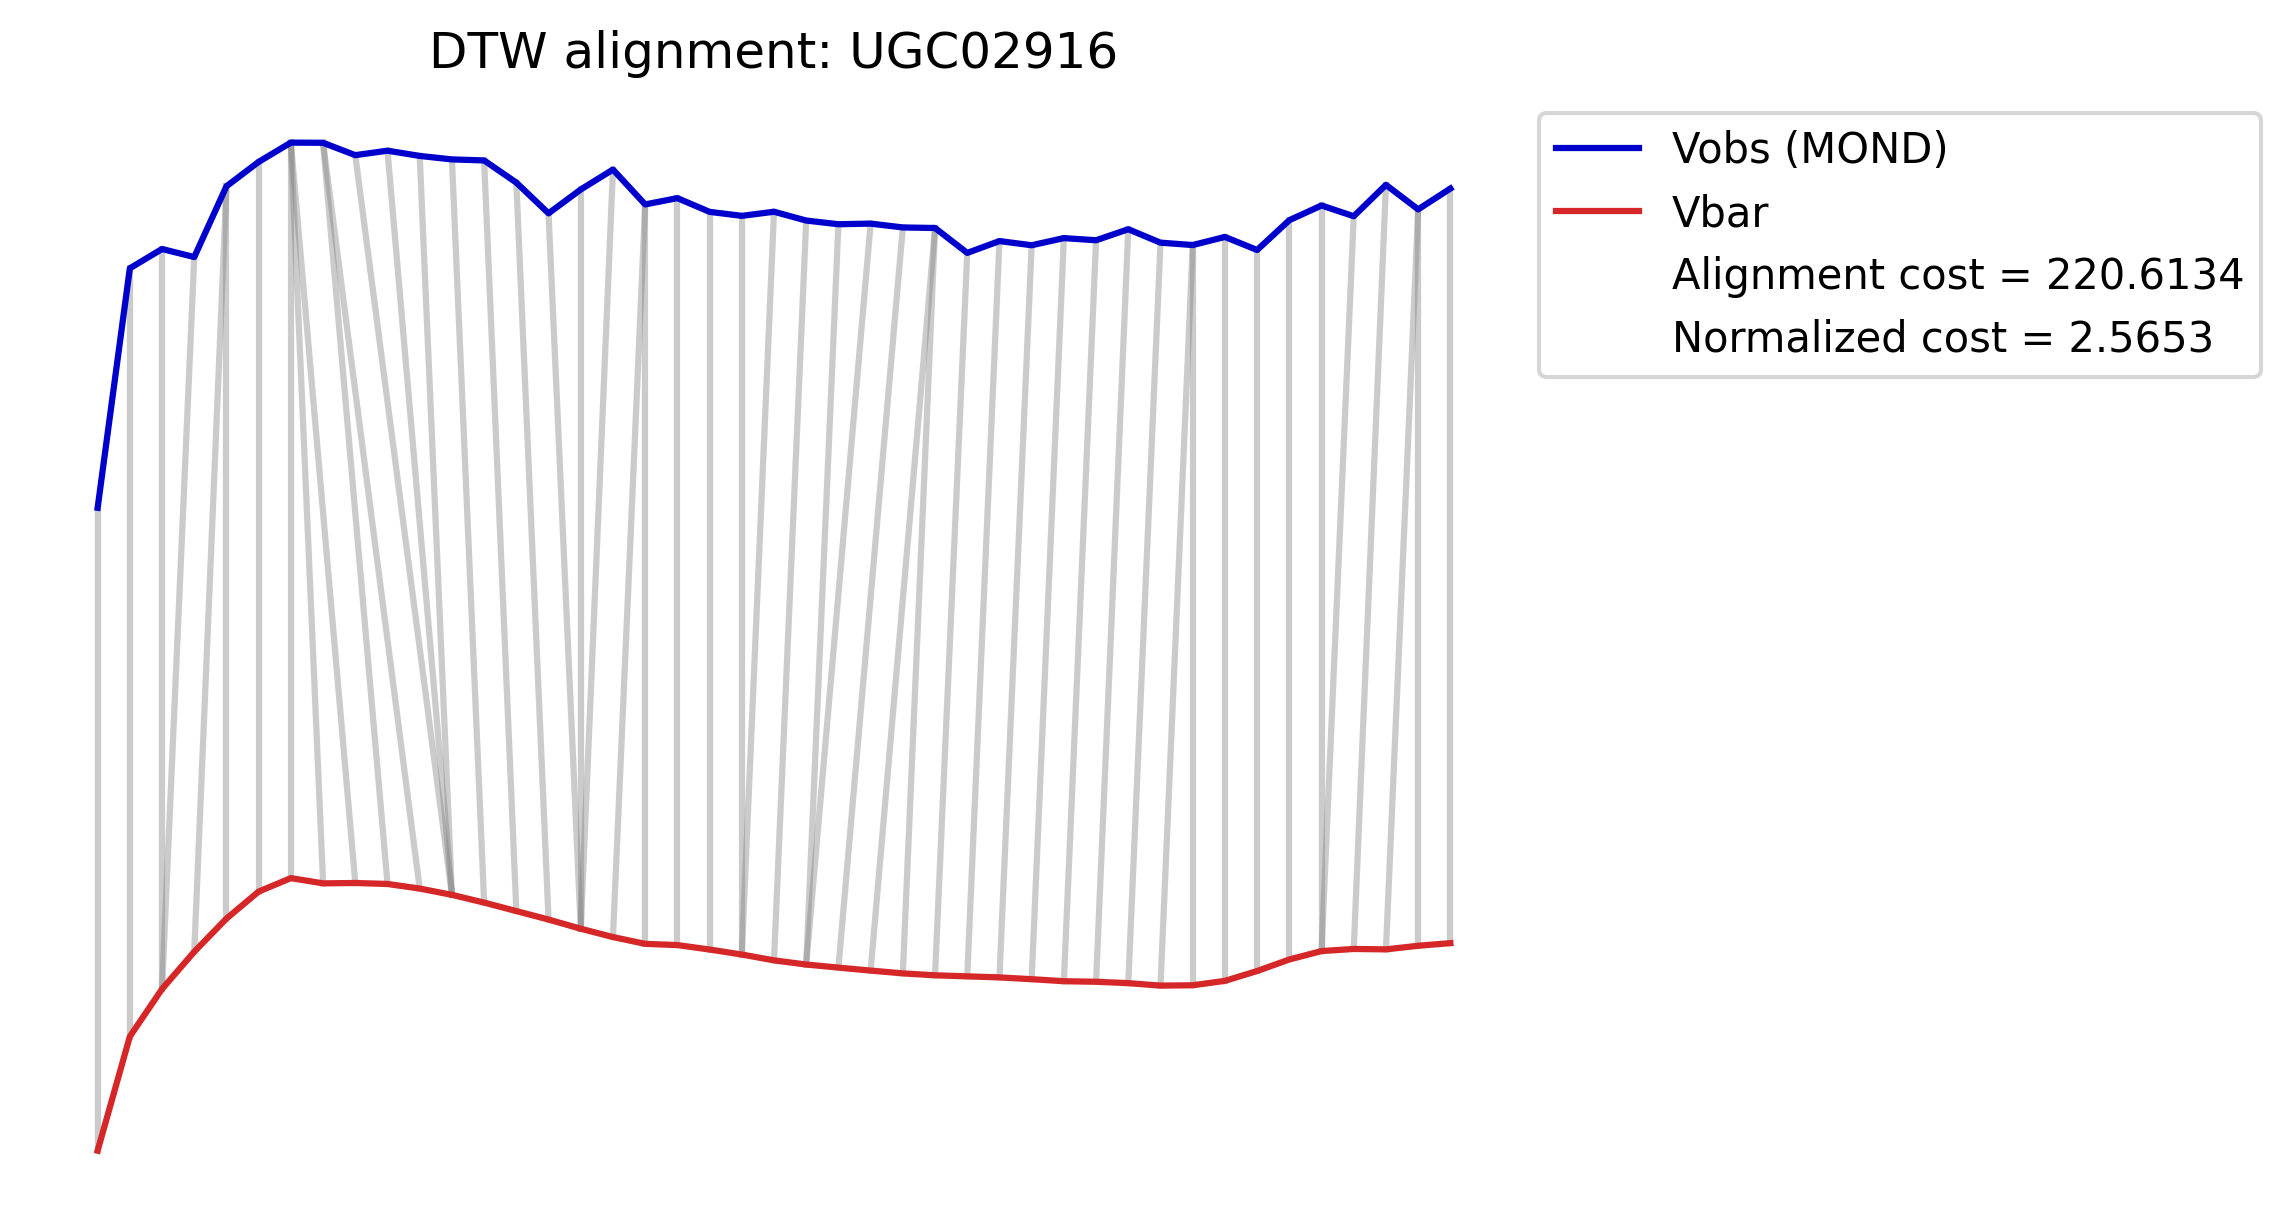 DTW alignment: UGC02916
Vobs (MOND)
Vbar
Alignment cost = 220.6134
Normalized cost = 2.5653